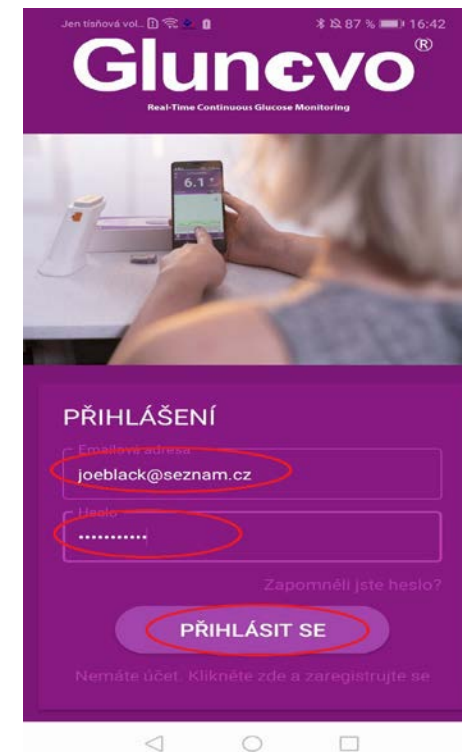 Jen tísňová vol... 87 % 16:42
Glunovo®
Real-Time Continuous Glucose Monitoring
6.1
PŘIHLÁŠENÍ
Emailová adresa
joeblack@seznam.cz
Heslo
•••••••••••
Zapomněli jste heslo?
PŘIHLÁSIT SE
Nemáte účet. Klikněte zde a zaregistrujte se